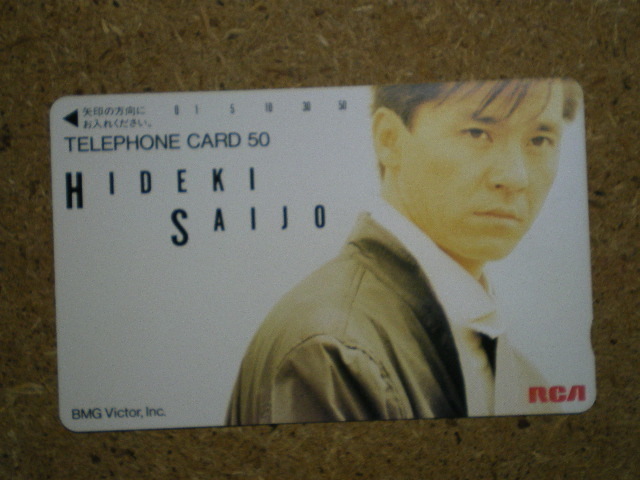 矢印の方向に
お入れください。
0 1 5 10 30 50
TELEPHONE CARD 50
HIDEKI
SAIJO
BMG Victor, Inc.
RCA